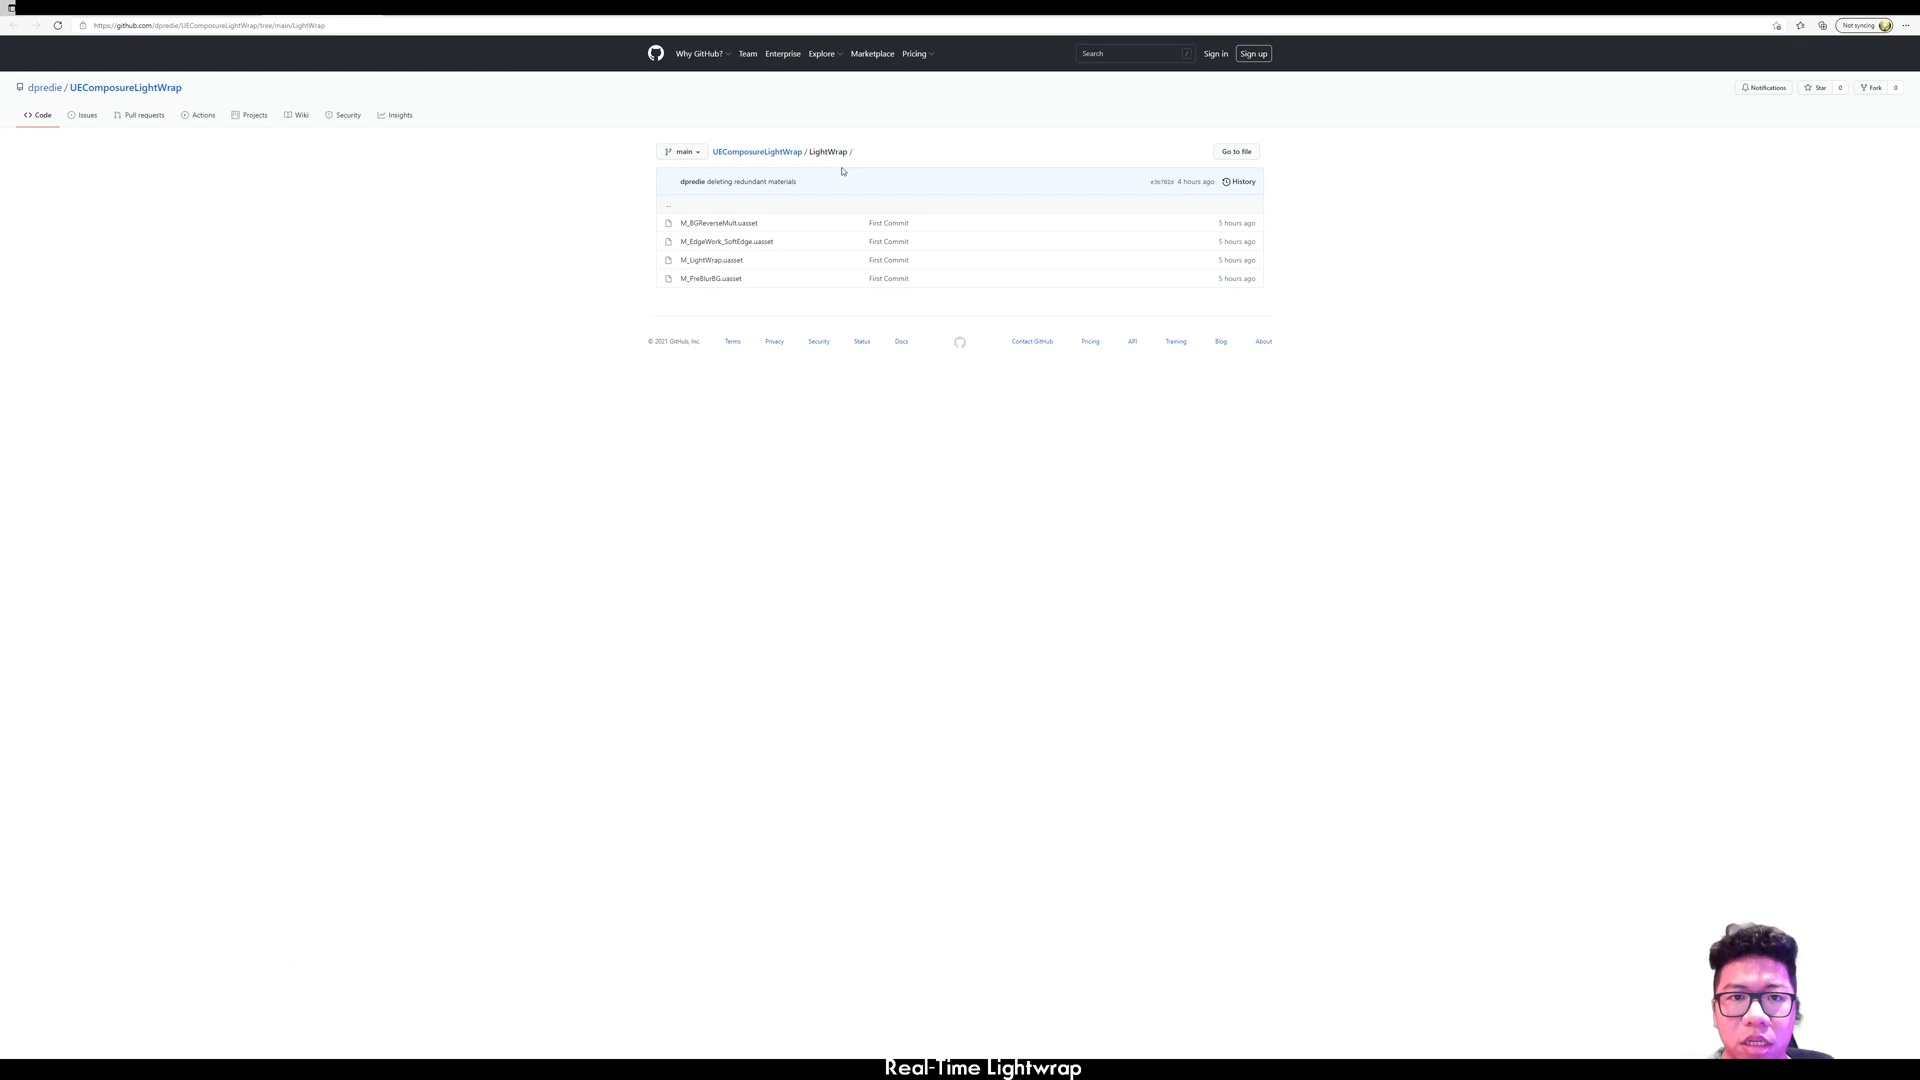 https://github.com/dpredie/UEComposureLightWrap/tree/main/LightWrap
Not syncing
Why GitHub? Team Enterprise Explore Marketplace Pricing
Search /
Sign in Sign up
dpredie / UEComposureLightWrap
Notifications Star 0 Fork 0
Code Issues Pull requests Actions Projects Wiki Security Insights
main UEComposureLightWrap / LightWrap / Go to file
dpredie deleting redundant materials e3b702d 4 hours ago History
..
M_BGReverseMult.uasset First Commit 5 hours ago
M_EdgeWork_SoftEdge.uasset First Commit 5 hours ago
M_LightWrap.uasset First Commit 5 hours ago
M_PreBlurBG.uasset First Commit 5 hours ago
© 2021 GitHub, Inc. Terms Privacy Security Status Docs Contact GitHub Pricing API Training Blog About
Real-Time Lightwrap